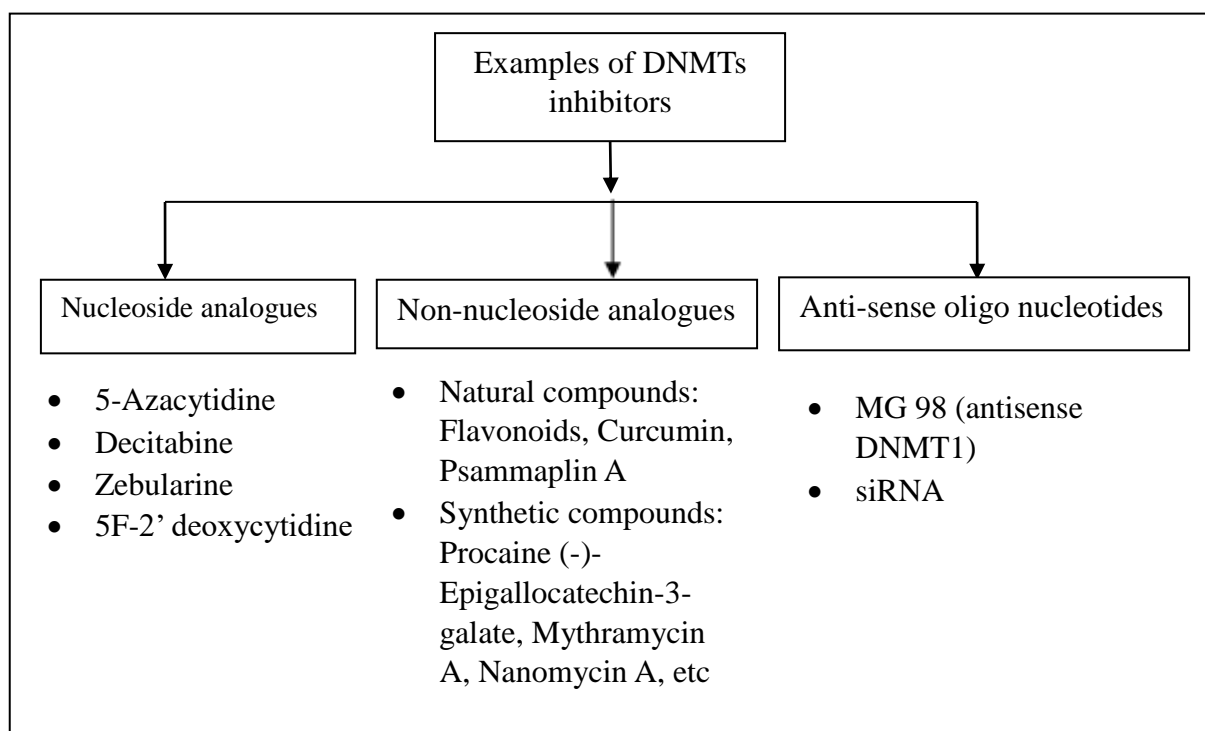 Examples of DNMTs
inhibitors
Nucleoside analogues
• 5-Azacytidine
• Decitabine
• Zebularine
• 5F-2’ deoxycytidine
Non-nucleoside analogues
• Natural compounds:
Flavonoids, Curcumin,
Psammaplin A
• Synthetic compounds:
Procaine (-)-
Epigallocatechin-3-
galate, Mythramycin
A, Nanomycin A, etc
Anti-sense oligo nucleotides
• MG 98 (antisense
DNMT1)
• siRNA